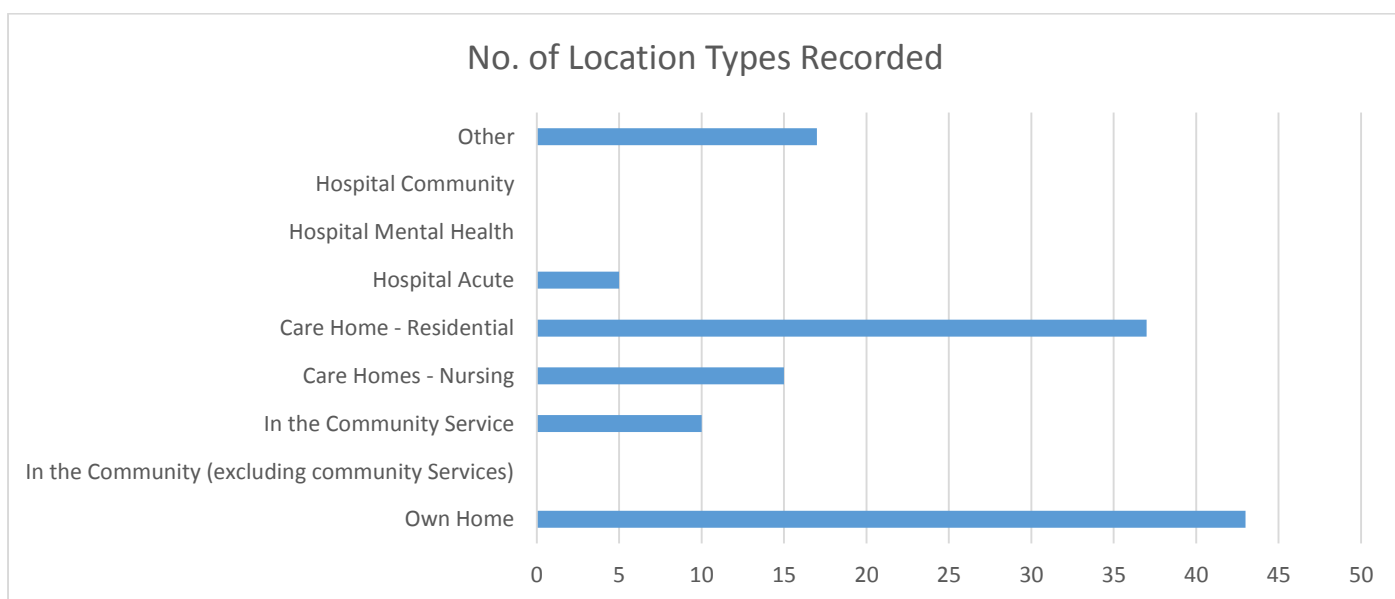 No. of Location Types Recorded
Other
Hospital Community
Hospital Mental Health
Hospital Acute
Care Home - Residential
Care Homes - Nursing
In the Community Service
In the Community (excluding community Services)
Own Home
0 5 10 15 20 25 30 35 40 45 50